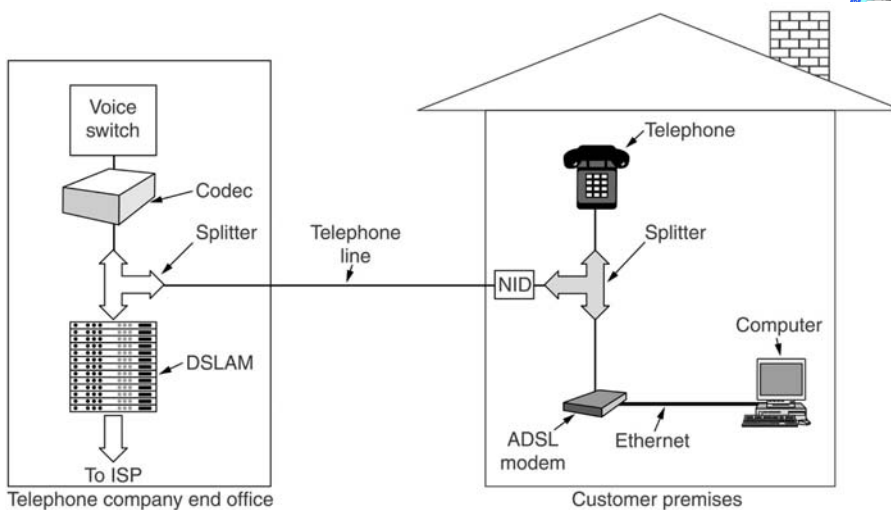 Voice
switch
Codec
Splitter
DSLAM
To ISP
Telephone company end office
Telephone
line
NID
Telephone
Splitter
Computer
ADSL
modem
Ethernet
Customer premises